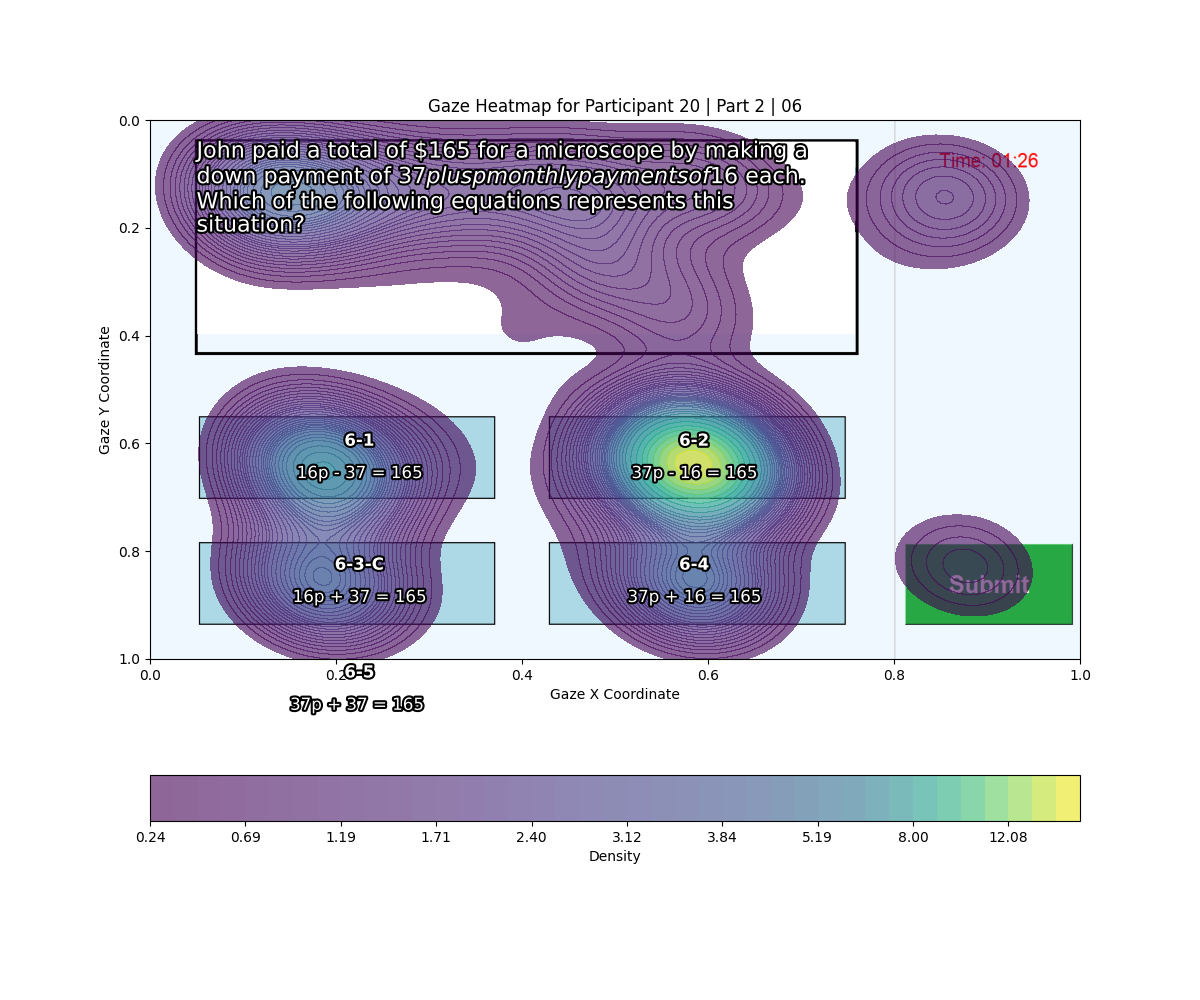 Gaze Heatmap for Participant 20 | Part 2 | 06
John paid a total of $165 for a microscope by making a
down payment of 37pluspmonthlypaymentsof16 each.
Which of the following equations represents this
situation?
Time: 01:26
6-1
16p - 37 = 165
6-2
37p - 16 = 165
6-3-C
16p + 37 = 165
6-4
37p + 16 = 165
Submit
6-5
37p + 37 = 165
0.0
0.2
0.4
0.6
0.8
1.0
Gaze Y Coordinate
0.0
0.2
0.4
0.6
0.8
1.0
Gaze X Coordinate
0.24
0.69
1.19
1.71
2.40
3.12
3.84
5.19
8.00
12.08
Density